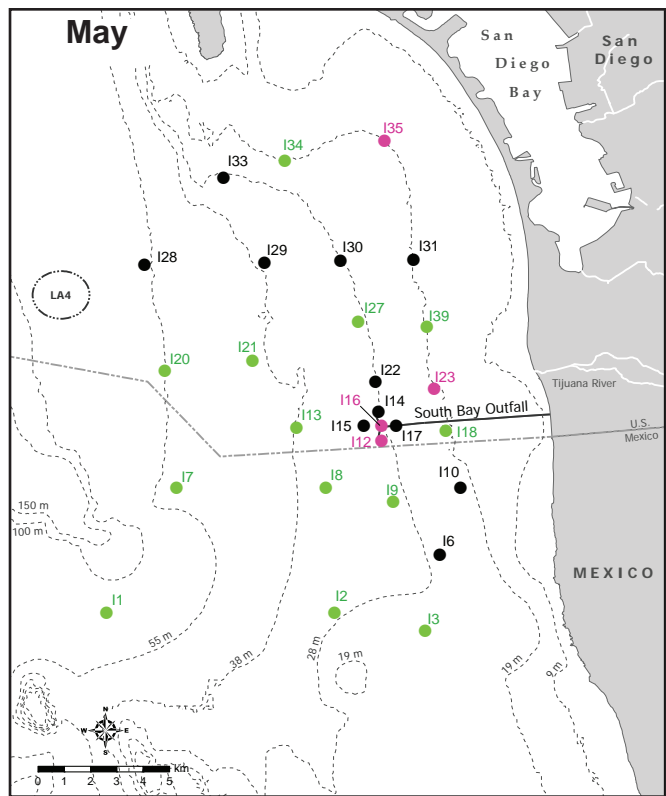 May
San
Diego
Bay
San
Diego
I35
I34
I33
I28
I29
I30
I31
LA4
I27
I39
I21
I20
I22
I23
I16
I14
South Bay Outfall
Tijuana River
I13
I15
I17
I18
U.S.
Mexico
I12
I7
I8
I9
I10
150 m
100 m
I6
MEXICO
I1
I2
I3
55 m
38 m
28 m
19 m
19 m
9 m
N
W
E
S
km
0 1 2 3 4 5